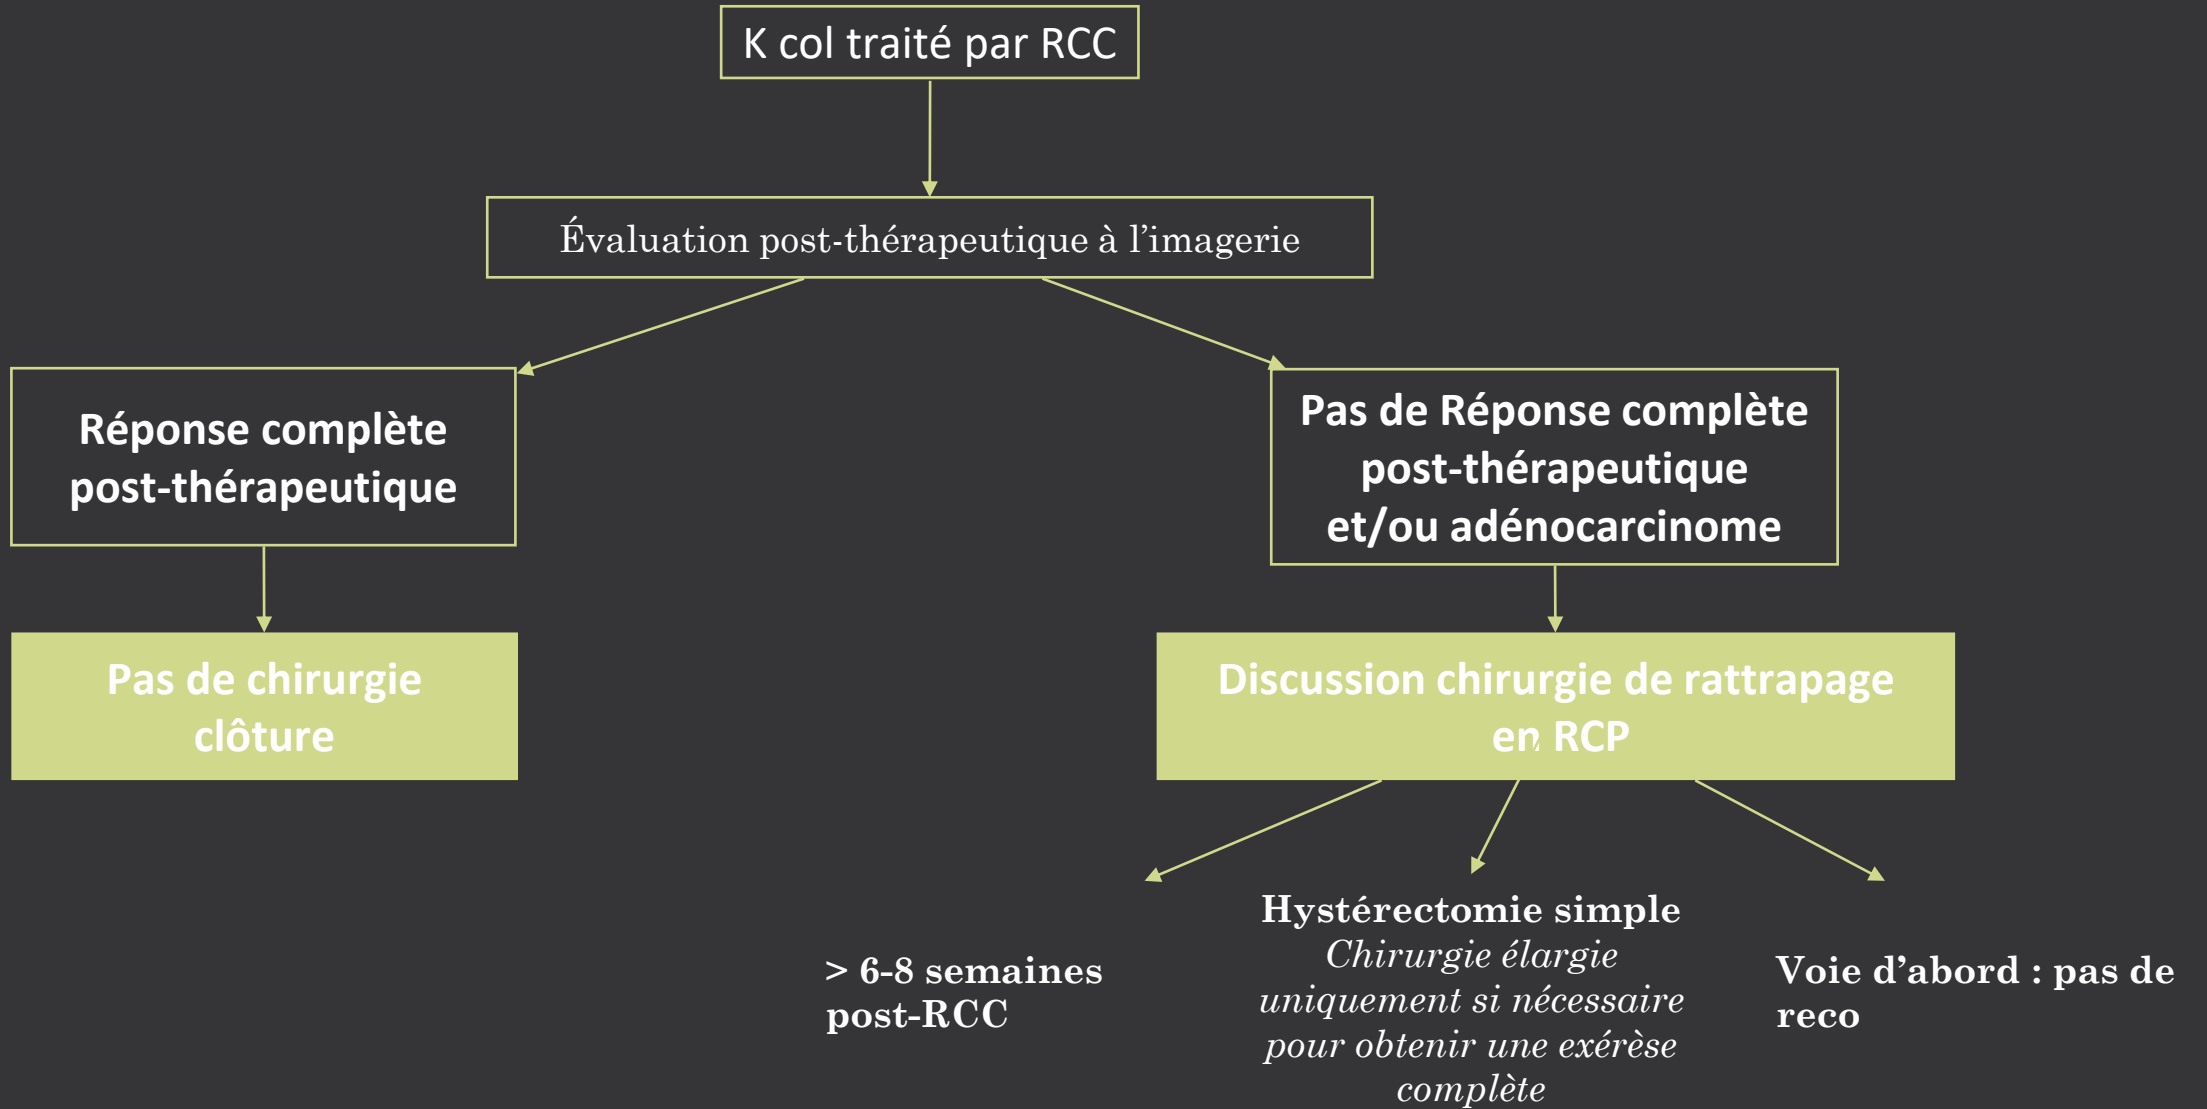 K col traité par RCC
Évaluation post-thérapeutique à l'imagerie
Réponse complète
post-thérapeutique
Pas de Réponse complète
post-thérapeutique
et/ou adénocarcinome
Pas de chirurgie
clôture
Discussion chirurgie de rattrapage
en RCP
> 6-8 semaines
post-RCC
Hystérectomie simple
Chirurgie élargie
uniquement si nécessaire
pour obtenir une exérèse
complète
Voie d'abord : pas de
reco